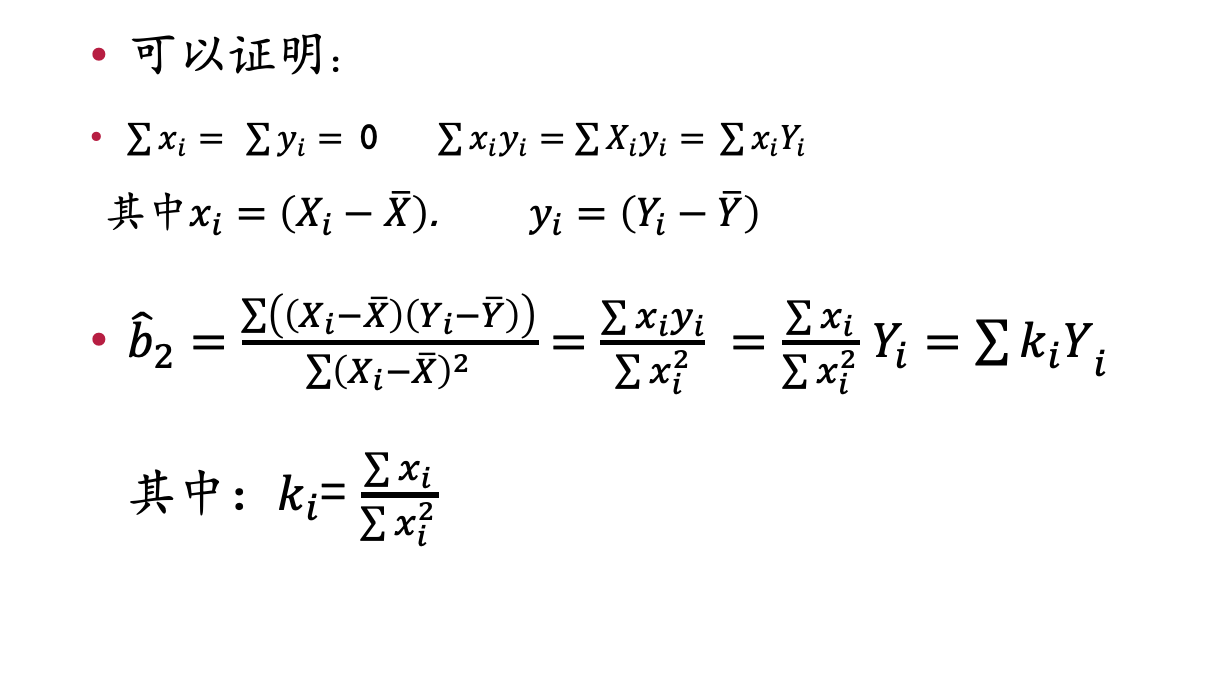 • 可以证明：
• ∑ xᵢ = ∑ yᵢ = 0 ∑ xᵢyᵢ = ∑ Xᵢyᵢ = ∑ xᵢYᵢ
其中xᵢ = (Xᵢ − X̄). yᵢ = (Yᵢ − Ȳ)
• b̂₂ = ∑((Xᵢ−X̄)(Yᵢ−Ȳ)) / ∑(Xᵢ−X̄)² = ∑ xᵢyᵢ / ∑ xᵢ² = ∑ xᵢ / ∑ xᵢ² Yᵢ = ∑ kᵢYᵢ
其中：kᵢ= ∑ xᵢ / ∑ xᵢ²